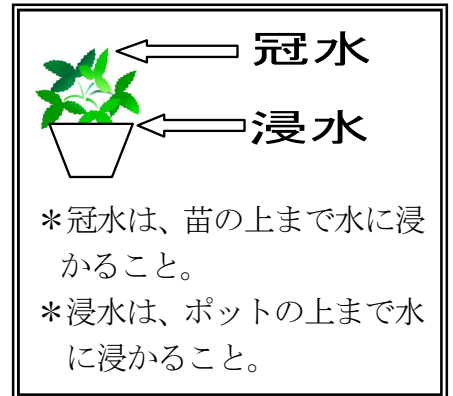 冠水
浸水
＊冠水は、苗の上まで水に浸
かること。
＊浸水は、ポットの上まで水
に浸かること。